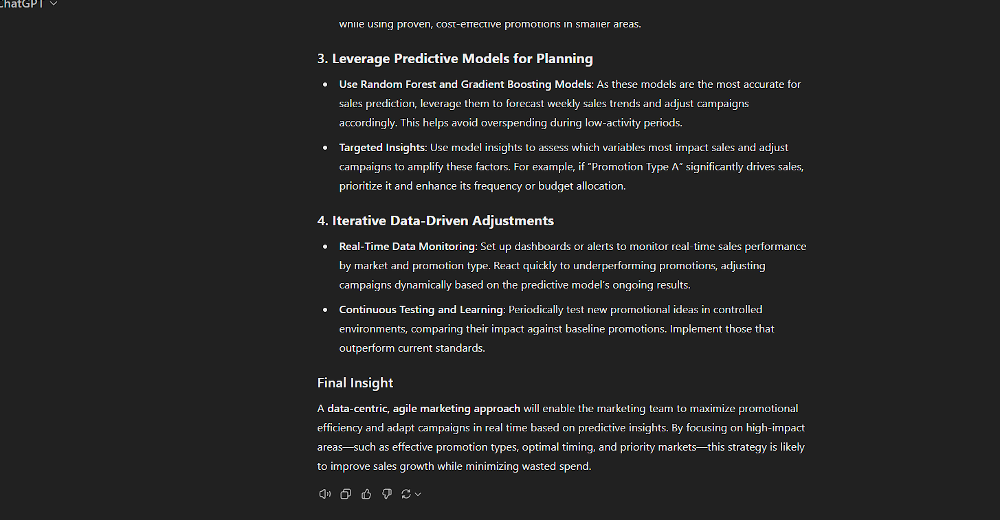 ChatGPT
while using proven, cost-effective promotions in smaller areas.
3. Leverage Predictive Models for Planning
• Use Random Forest and Gradient Boosting Models: As these models are the most accurate for
sales prediction, leverage them to forecast weekly sales trends and adjust campaigns
accordingly. This helps avoid overspending during low-activity periods.
• Targeted Insights: Use model insights to assess which variables most impact sales and adjust
campaigns to amplify these factors. For example, if “Promotion Type A” significantly drives sales,
prioritize it and enhance its frequency or budget allocation.
4. Iterative Data-Driven Adjustments
• Real-Time Data Monitoring: Set up dashboards or alerts to monitor real-time sales performance
by market and promotion type. React quickly to underperforming promotions, adjusting
campaigns dynamically based on the predictive model’s ongoing results.
• Continuous Testing and Learning: Periodically test new promotional ideas in controlled
environments, comparing their impact against baseline promotions. Implement those that
outperform current standards.
Final Insight
A data-centric, agile marketing approach will enable the marketing team to maximize promotional
efficiency and adapt campaigns in real time based on predictive insights. By focusing on high-impact
areas—such as effective promotion types, optimal timing, and priority markets—this strategy is likely
to improve sales growth while minimizing wasted spend.